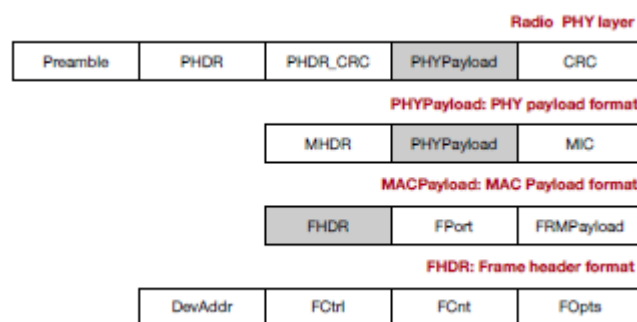 Radio PHY layer
Preamble PHDR PHDR_CRC PHYPayload CRC
PHYPayload: PHY payload format
MHDR PHYPayload MIC
MACPayload: MAC Payload format
FHDR FPort FRMPayload
FHDR: Frame header format
DevAddr FCtrl FCnt FOpts